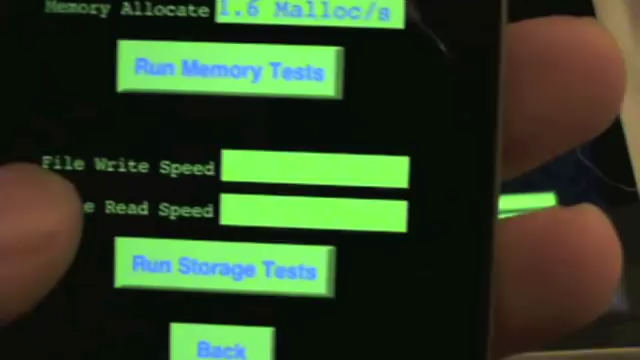 Memory Allocate 1.6 Malloc/s
Run Memory Tests
File Write Speed
e Read Speed
Run Storage Tests
Back